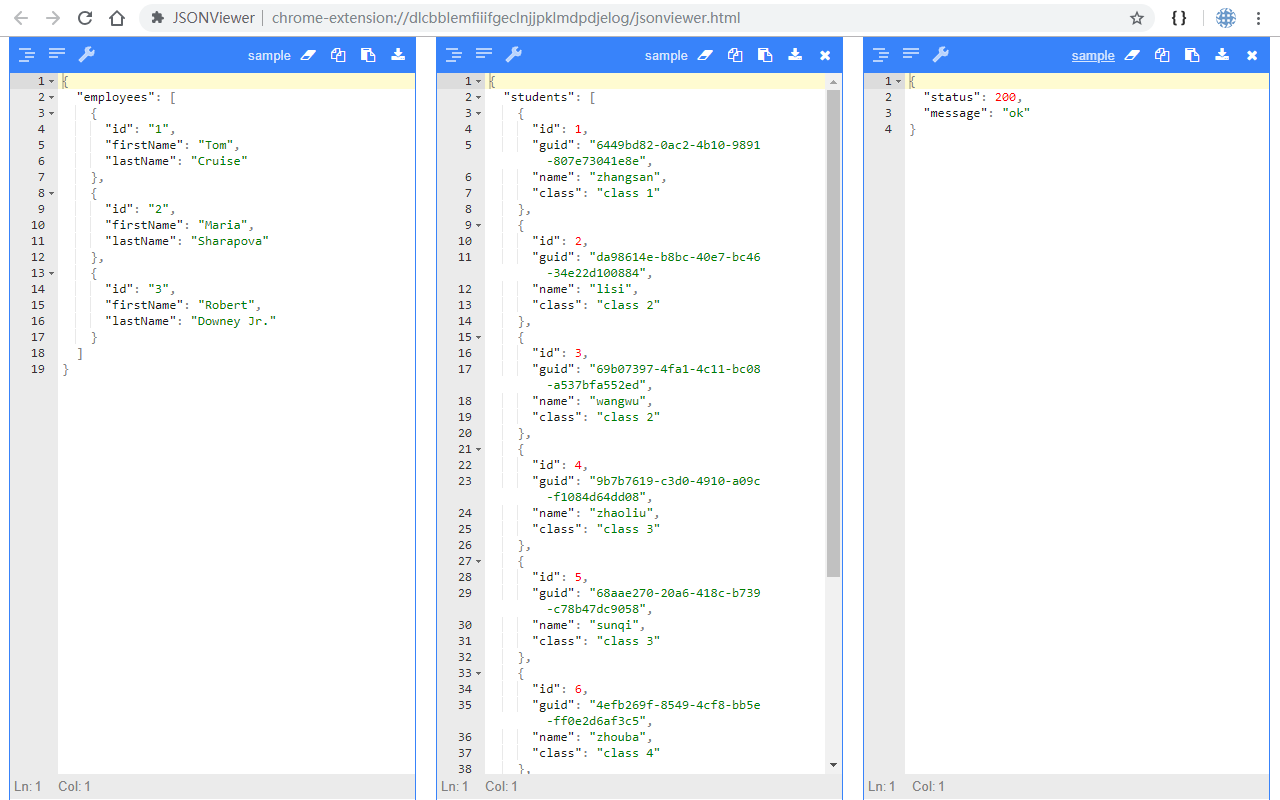 JSONViewer | chrome-extension://dlcbblemfiiifgeclnjjpklmdpdjelog/jsonviewer.html
sample
1 {
2 "employees": [
3 {
4 "id": "1",
5 "firstName": "Tom",
6 "lastName": "Cruise"
7 },
8 {
9 "id": "2",
10 "firstName": "Maria",
11 "lastName": "Sharapova"
12 },
13 {
14 "id": "3",
15 "firstName": "Robert",
16 "lastName": "Downey Jr."
17 }
18 ]
19 }
Ln: 1 Col: 1
sample
1 {
2 "students": [
3 {
4 "id": 1,
5 "guid": "6449bd82-0ac2-4b10-9891
-807e73041e8e",
6 "name": "zhangsan",
7 "class": "class 1"
8 },
9 {
10 "id": 2,
11 "guid": "da98614e-b8bc-40e7-bc46
-34e22d100884",
12 "name": "lisi",
13 "class": "class 2"
14 },
15 {
16 "id": 3,
17 "guid": "69b07397-4fa1-4c11-bc08
-a537bfa552ed",
18 "name": "wangwu",
19 "class": "class 2"
20 },
21 {
22 "id": 4,
23 "guid": "9b7b7619-c3d0-4910-a09c
-f1084d64dd08",
24 "name": "zhaoliu",
25 "class": "class 3"
26 },
27 {
28 "id": 5,
29 "guid": "68aae270-20a6-418c-b739
-c78b47dc9058",
30 "name": "sunqi",
31 "class": "class 3"
32 },
33 {
34 "id": 6,
35 "guid": "4efb269f-8549-4cf8-bb5e
-ff0e2d6af3c5",
36 "name": "zhouba",
37 "class": "class 4"
38 },
Ln: 1 Col: 1
sample
1 {
2 "status": 200,
3 "message": "ok"
4 }
Ln: 1 Col: 1